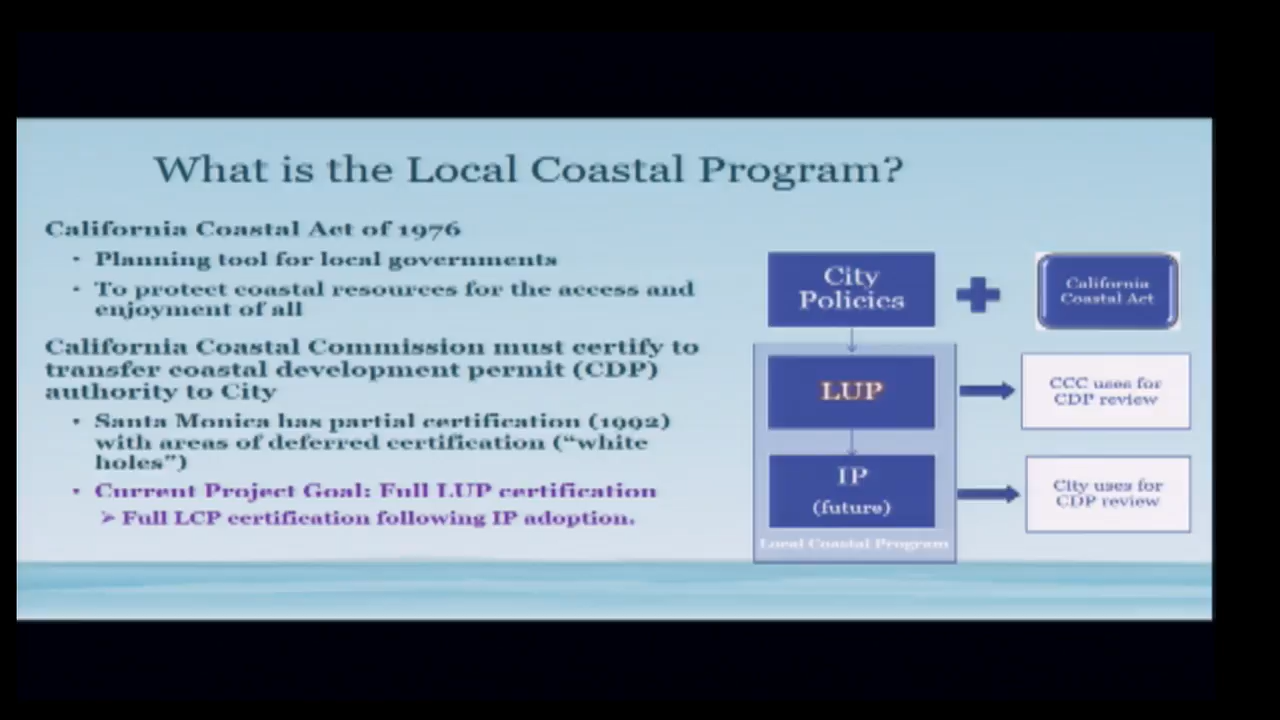 What is the Local Coastal Program?
California Coastal Act of 1976
• Planning tool for local governments
• To protect coastal resources for the access and
enjoyment of all
California Coastal Commission must certify to
transfer coastal development permit (CDP)
authority to City
• Santa Monica has partial certification (1992)
with areas of deferred certification (“white
holes”)
• Current Project Goal: Full LUP certification
➢ Full LCP certification following IP adoption.
City
Policies
California
Coastal Act
LUP
CCC uses for
CDP review
IP
(future)
City uses for
CDP review
Local Coastal Program